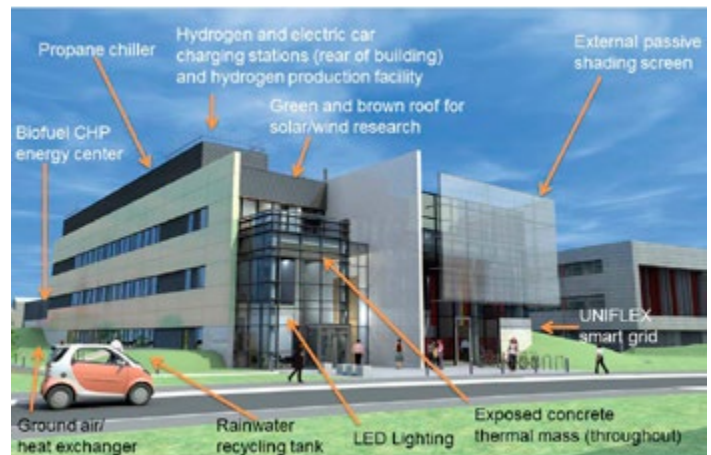 Propane chiller
Hydrogen and electric car
charging stations (rear of building)
and hydrogen production facility
External passive
shading screen
Green and brown roof for
solar/wind research
Biofuel CHP
energy center
UNIFLEX
smart grid
Ground air/
heat exchanger
Rainwater
recycling tank
LED Lighting
Exposed concrete
thermal mass (throughout)